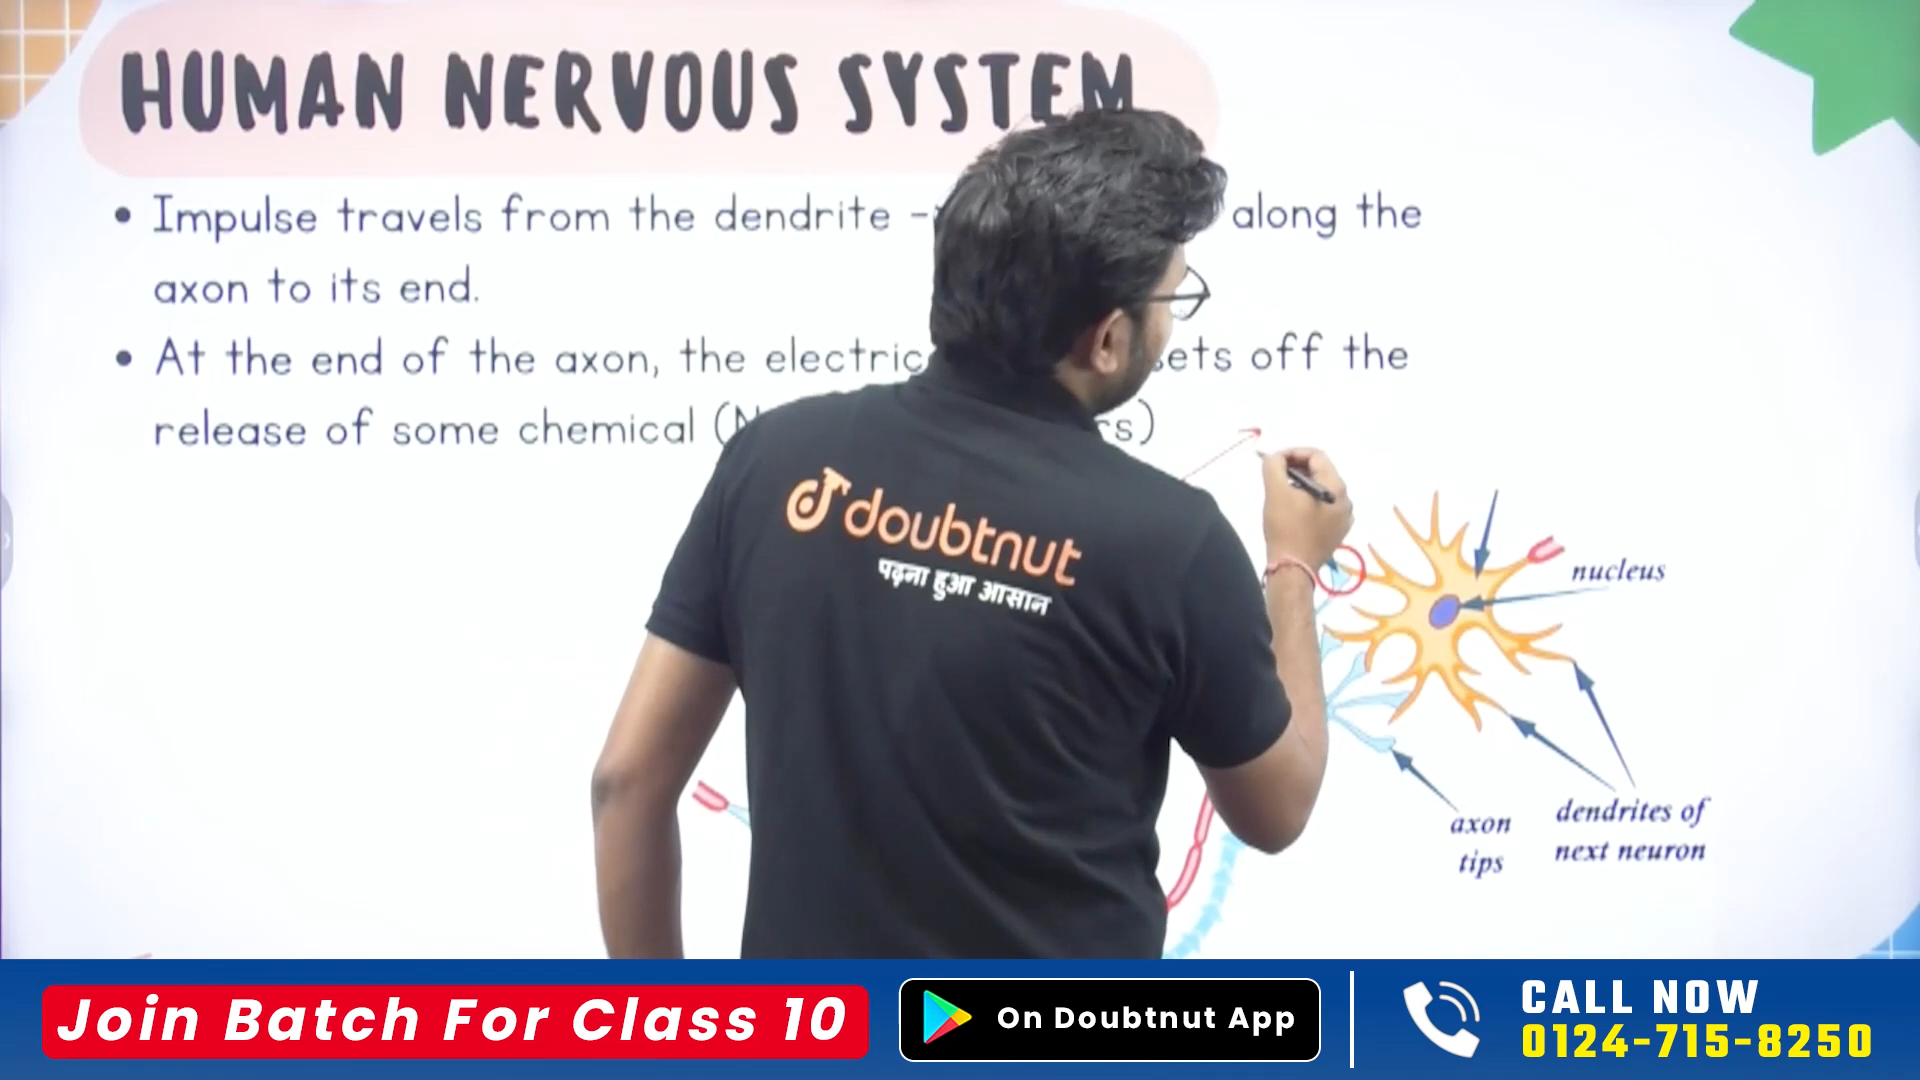 HUMAN NERVOUS SYSTEM
• Impulse travels from the dendrite - along the
axon to its end.
• At the end of the axon, the off the
release of some chemical (
doubtnut
पढ़ना हुआ आसान
nucleus
axon
tips
dendrites of
next neuron
Join Batch For Class 10
On Doubtnut App
CALL NOW
0124-715-8250